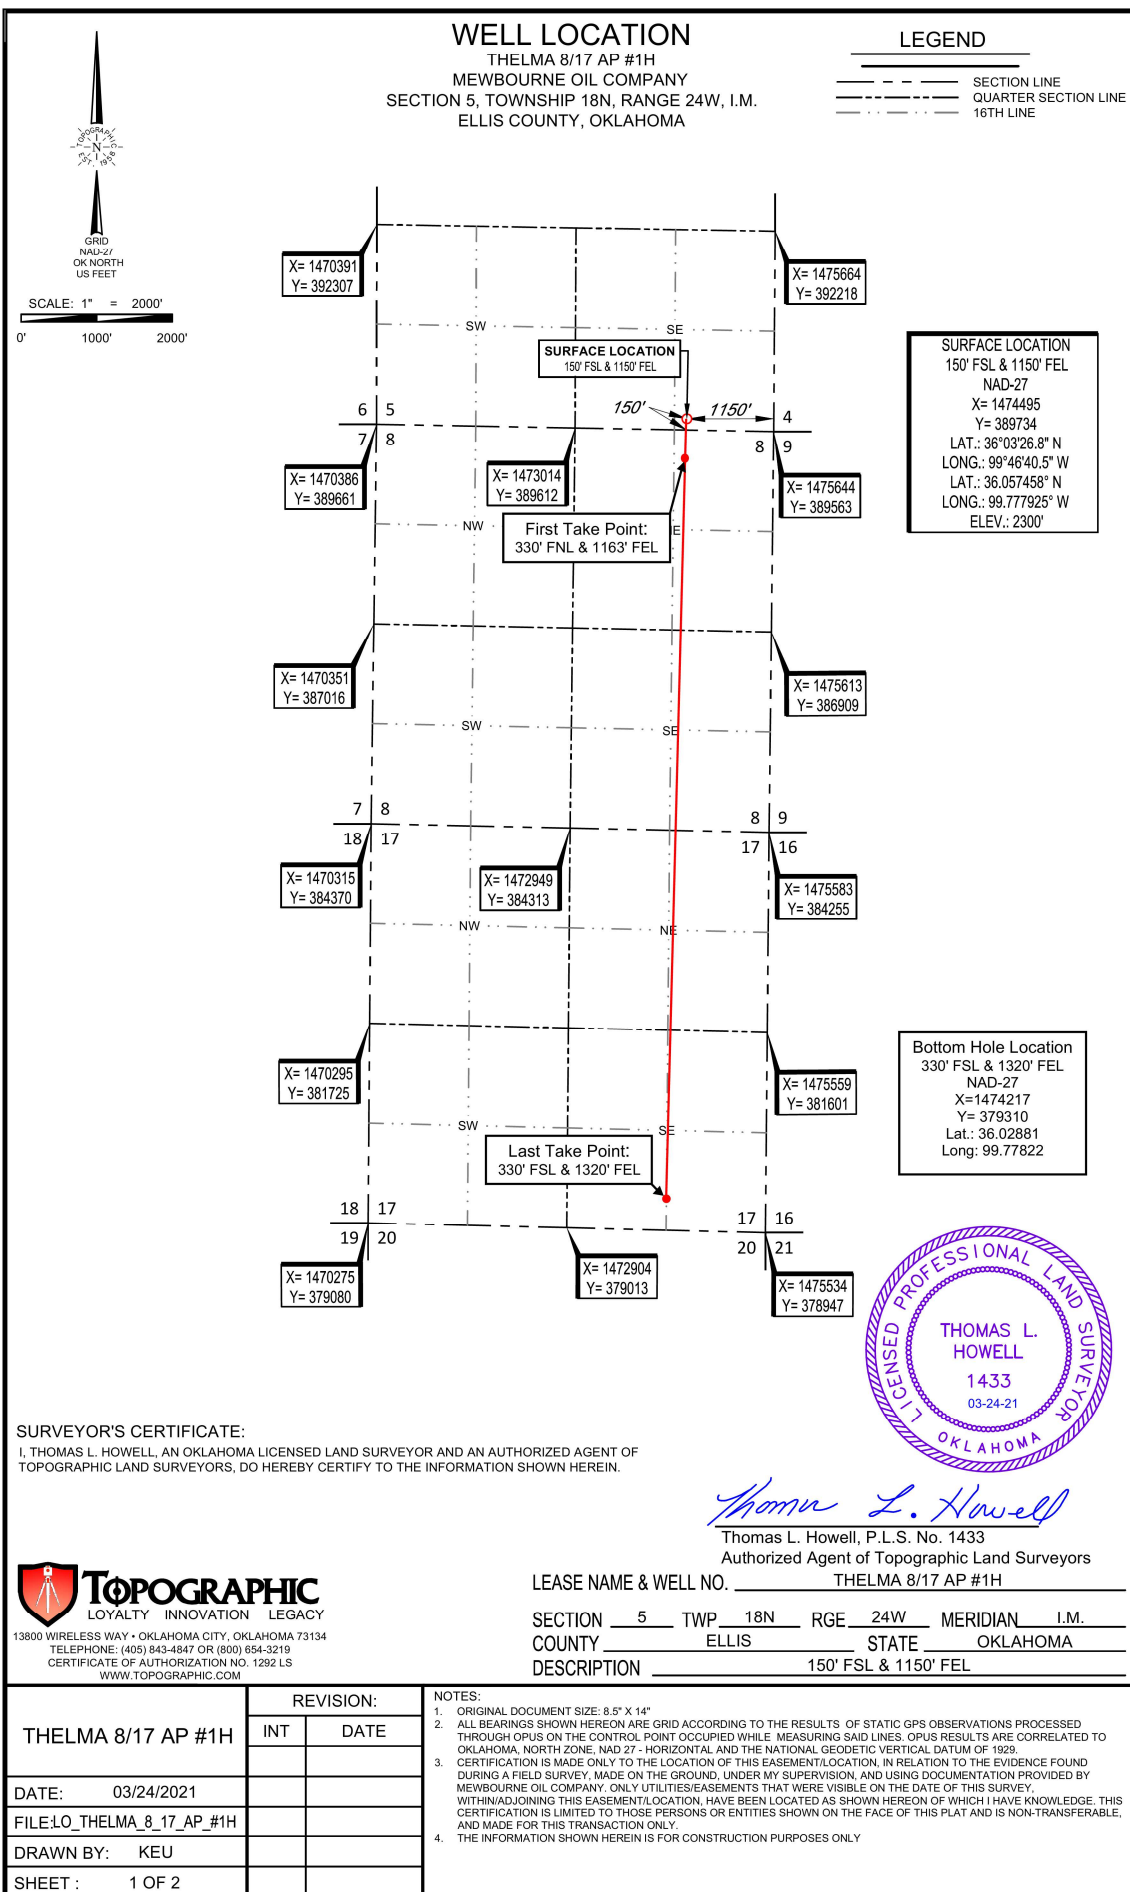 WELL LOCATION
THELMA 8/17 AP #1H
MEWBOURNE OIL COMPANY
SECTION 5, TOWNSHIP 18N, RANGE 24W, I.M.
ELLIS COUNTY, OKLAHOMA
LEGEND
SECTION LINE
QUARTER SECTION LINE
16TH LINE
TOPOGRAPHIC
N
EST. 1958
GRID
NAD-27
OK NORTH
US FEET
SCALE: 1" = 2000'
0' 1000' 2000'
X= 1470391
Y= 392307
X= 1475664
Y= 392218
SW
SE
SURFACE LOCATION
150' FSL & 1150' FEL
150'
1150'
6 5
7 8
4
8 9
X= 1470386
Y= 389661
X= 1473014
Y= 389612
X= 1475644
Y= 389563
SURFACE LOCATION
150' FSL & 1150' FEL
NAD-27
X= 1474495
Y= 389734
LAT.: 36°03'26.8" N
LONG.: 99°46'40.5" W
LAT.: 36.057458° N
LONG.: 99.777925° W
ELEV.: 2300'
NW
First Take Point:
330' FNL & 1163' FEL
E
X= 1470351
Y= 387016
X= 1475613
Y= 386909
SW
SE
7 8
18 17
8 9
17 16
X= 1470315
Y= 384370
X= 1472949
Y= 384313
X= 1475583
Y= 384255
NW
NE
X= 1470295
Y= 381725
X= 1475559
Y= 381601
Bottom Hole Location
330' FSL & 1320' FEL
NAD-27
X=1474217
Y= 379310
Lat.: 36.02881
Long: 99.77822
SW
SE
Last Take Point:
330' FSL & 1320' FEL
18 17
19 20
17 16
20 21
X= 1470275
Y= 379080
X= 1472904
Y= 379013
X= 1475534
Y= 378947
LICENSED PROFESSIONAL LAND SURVEYOR
THOMAS L.
HOWELL
1433
03-24-21
OKLAHOMA
SURVEYOR'S CERTIFICATE:
I, THOMAS L. HOWELL, AN OKLAHOMA LICENSED LAND SURVEYOR AND AN AUTHORIZED AGENT OF
TOPOGRAPHIC LAND SURVEYORS, DO HEREBY CERTIFY TO THE INFORMATION SHOWN HEREIN.
Thomas L. Howell
Thomas L. Howell, P.L.S. No. 1433
Authorized Agent of Topographic Land Surveyors
TOPOGRAPHIC
LOYALTY INNOVATION LEGACY
13800 WIRELESS WAY • OKLAHOMA CITY, OKLAHOMA 73134
TELEPHONE: (405) 843-4847 OR (800) 654-3219
CERTIFICATE OF AUTHORIZATION NO. 1292 LS
WWW.TOPOGRAPHIC.COM
LEASE NAME & WELL NO. THELMA 8/17 AP #1H
SECTION 5 TWP 18N RGE 24W MERIDIAN I.M.
COUNTY ELLIS STATE OKLAHOMA
DESCRIPTION 150' FSL & 1150' FEL
THELMA 8/17 AP #1H
REVISION:
INT DATE
DATE: 03/24/2021
FILE:LO_THELMA_8_17_AP_#1H
DRAWN BY: KEU
SHEET : 1 OF 2
NOTES:
1. ORIGINAL DOCUMENT SIZE: 8.5" X 14"
2. ALL BEARINGS SHOWN HEREON ARE GRID ACCORDING TO THE RESULTS OF STATIC GPS OBSERVATIONS PROCESSED
THROUGH OPUS ON THE CONTROL POINT OCCUPIED WHILE MEASURING SAID LINES. OPUS RESULTS ARE CORRELATED TO
OKLAHOMA, NORTH ZONE, NAD 27 - HORIZONTAL AND THE NATIONAL GEODETIC VERTICAL DATUM OF 1929.
3. CERTIFICATION IS MADE ONLY TO THE LOCATION OF THIS EASEMENT/LOCATION, IN RELATION TO THE EVIDENCE FOUND
DURING A FIELD SURVEY, MADE ON THE GROUND, UNDER MY SUPERVISION, AND USING DOCUMENTATION PROVIDED BY
MEWBOURNE OIL COMPANY. ONLY UTILITIES/EASEMENTS THAT WERE VISIBLE ON THE DATE OF THIS SURVEY,
WITHIN/ADJOINING THIS EASEMENT/LOCATION, HAVE BEEN LOCATED AS SHOWN HEREON OF WHICH I HAVE KNOWLEDGE. THIS
CERTIFICATION IS LIMITED TO THOSE PERSONS OR ENTITIES SHOWN ON THE FACE OF THIS PLAT AND IS NON-TRANSFERABLE,
AND MADE FOR THIS TRANSACTION ONLY.
4. THE INFORMATION SHOWN HEREIN IS FOR CONSTRUCTION PURPOSES ONLY